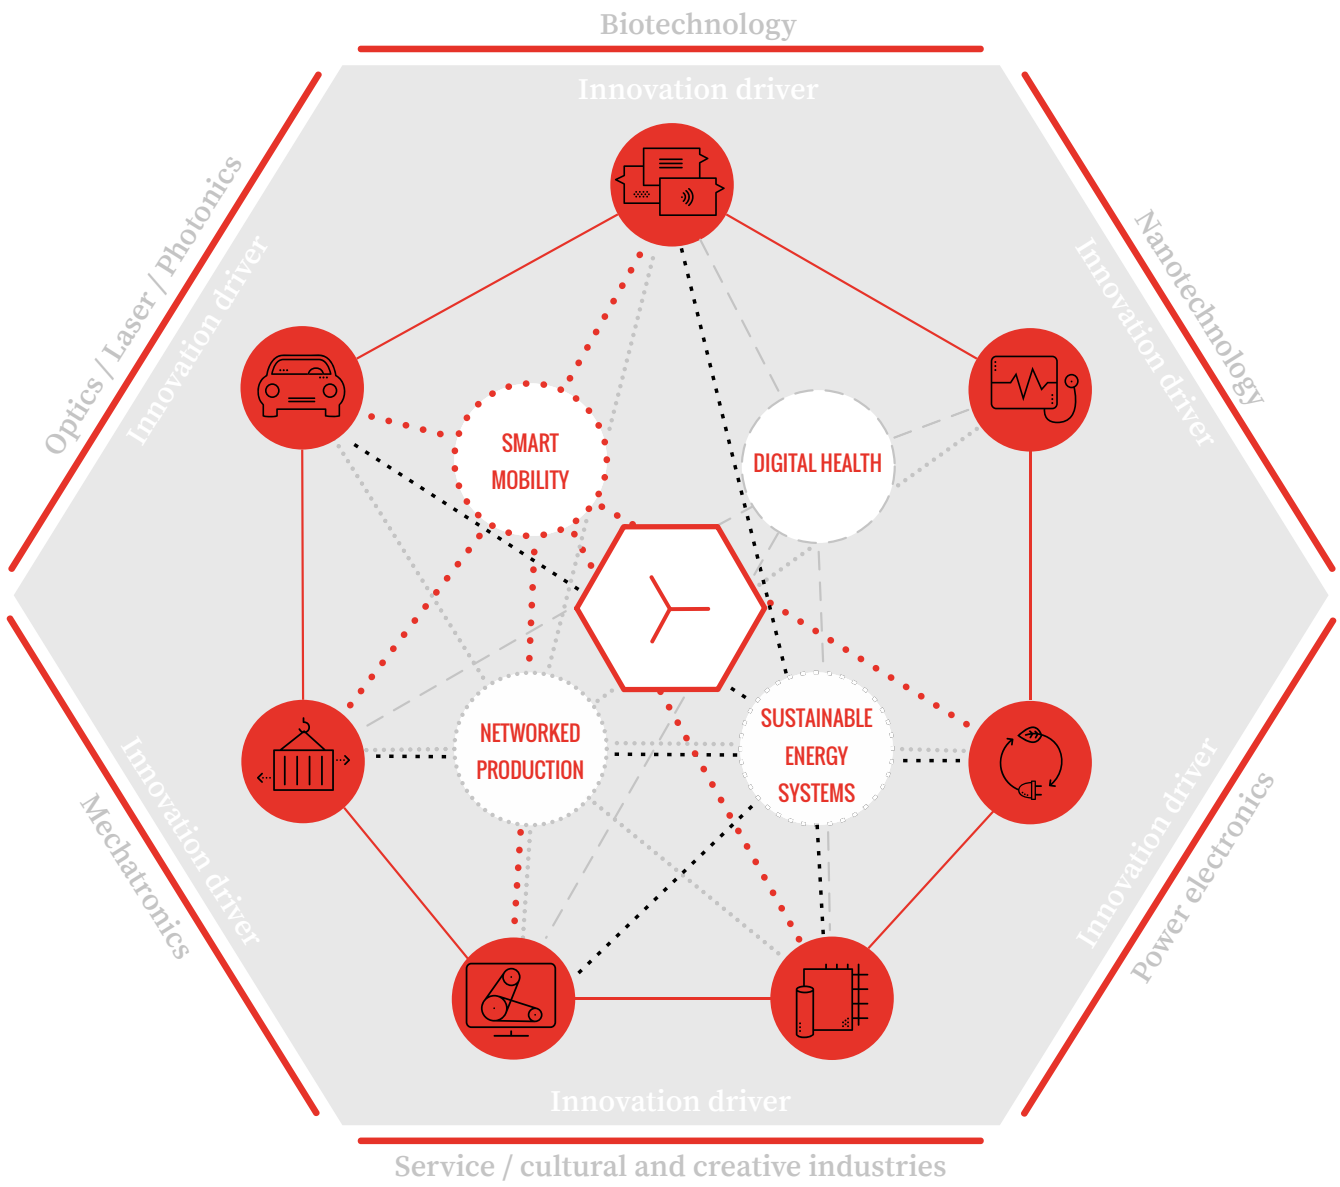 Biotechnology
Innovation driver
Optics / Laser / Photonics
Innovation driver
Nanotechnology
Innovation driver
SMART
MOBILITY
DIGITAL HEALTH
NETWORKED
PRODUCTION
SUSTAINABLE
ENERGY
SYSTEMS
Mechatronics
Innovation driver
Power electronics
Innovation driver
Innovation driver
Service / cultural and creative industries